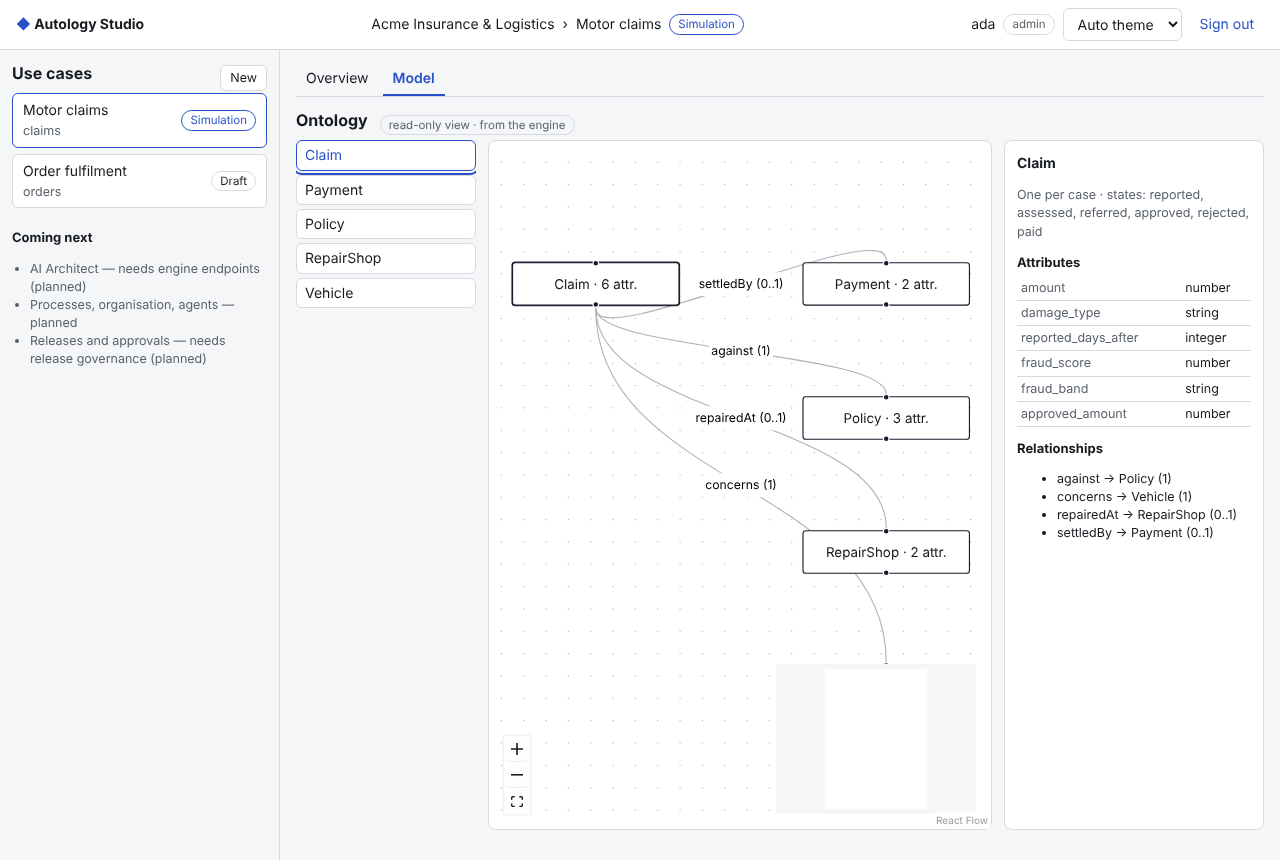 Autology Studio
Acme Insurance & Logistics › Motor claims Simulation
ada admin Auto theme Sign out
Use cases
New
Motor claims
claims
Simulation
Order fulfilment
orders
Draft
Coming next
AI Architect — needs engine endpoints
(planned)
Processes, organisation, agents —
planned
Releases and approvals — needs
release governance (planned)
Overview Model
Ontology read-only view · from the engine
Claim
Payment
Policy
RepairShop
Vehicle
Claim · 6 attr.
settledBy (0..1)
Payment · 2 attr.
against (1)
repairedAt (0..1)
Policy · 3 attr.
concerns (1)
RepairShop · 2 attr.
React Flow
Claim
One per case · states: reported,
assessed, referred, approved, rejected,
paid
Attributes
amount number
damage_type string
reported_days_after integer
fraud_score number
fraud_band string
approved_amount number
Relationships
against → Policy (1)
concerns → Vehicle (1)
repairedAt → RepairShop (0..1)
settledBy → Payment (0..1)